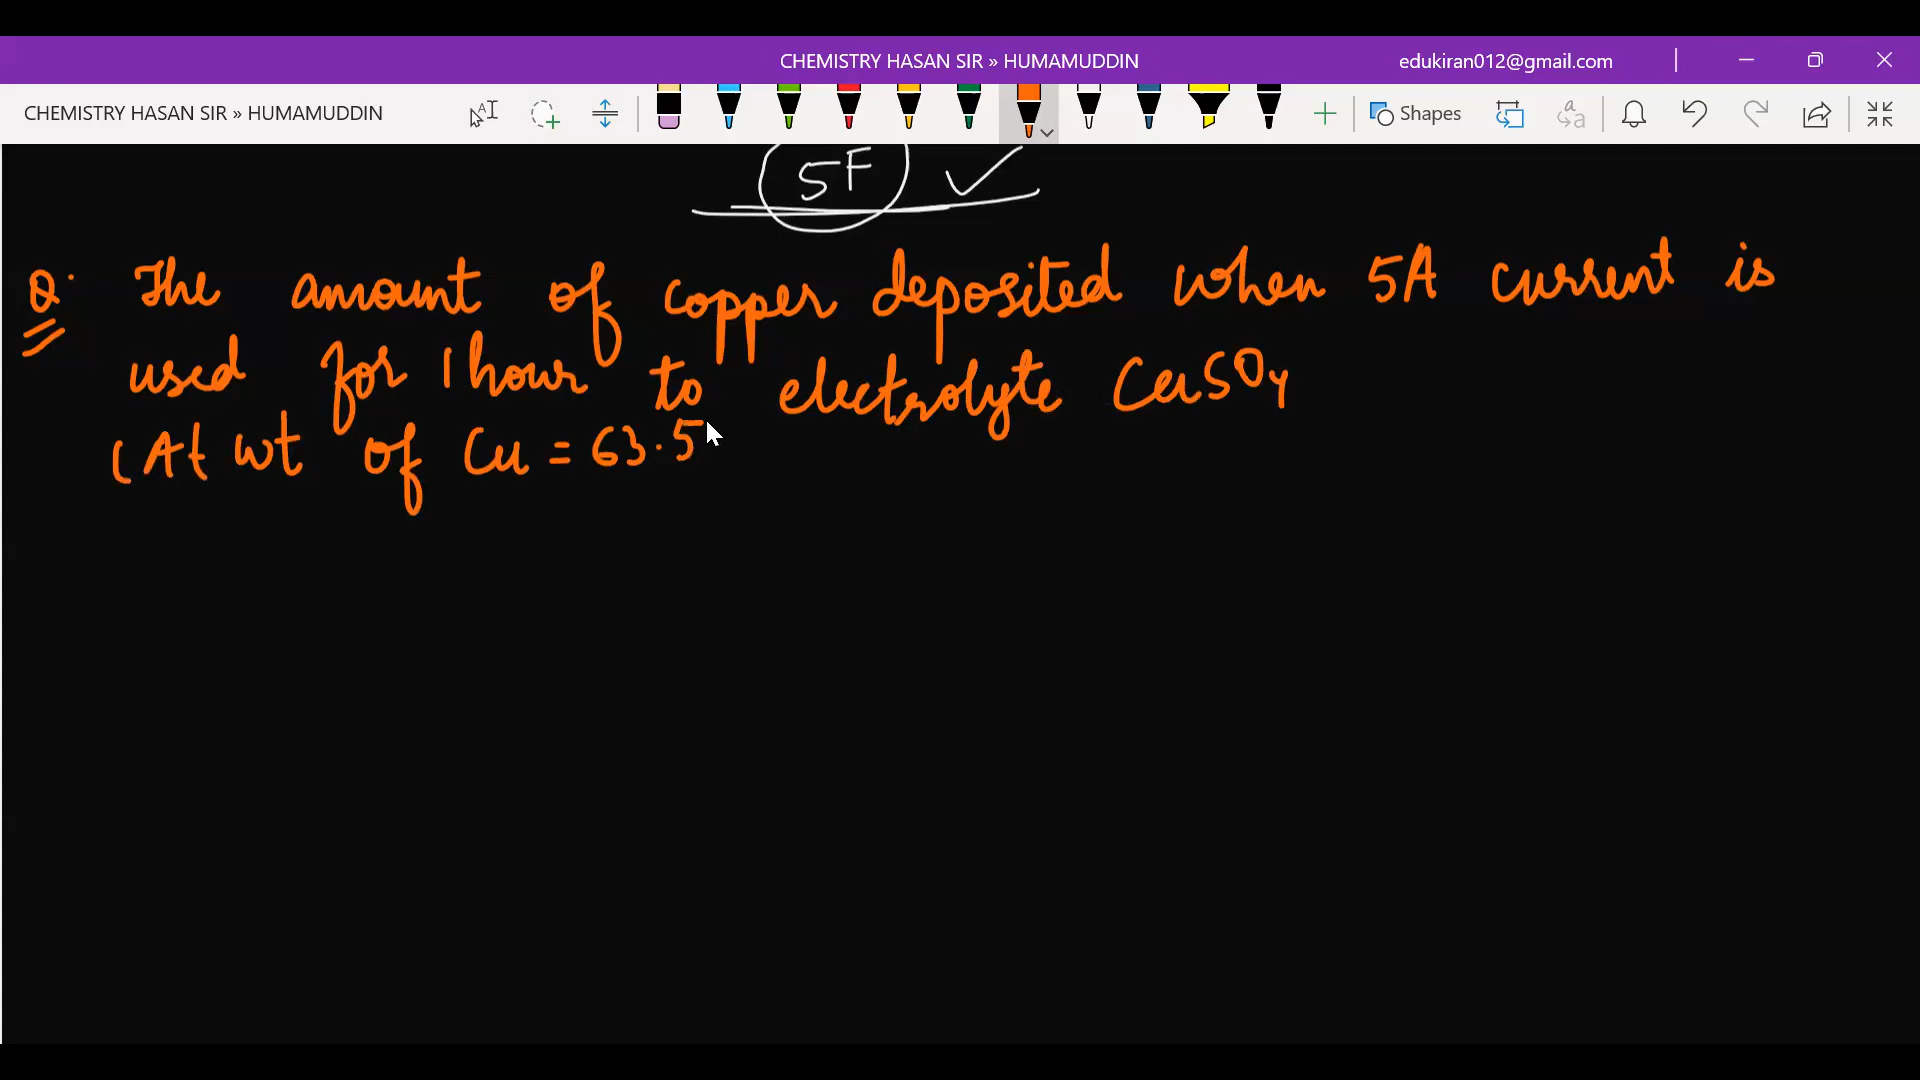 CHEMISTRY HASAN SIR » HUMAMUDDIN
edukiran012@gmail.com
CHEMISTRY HASAN SIR » HUMAMUDDIN
Shapes
5F
Q. The amount of copper deposited when 5A current is
used for 1 hour to electrolyte CuSO4
(At wt of Cu = 63.5